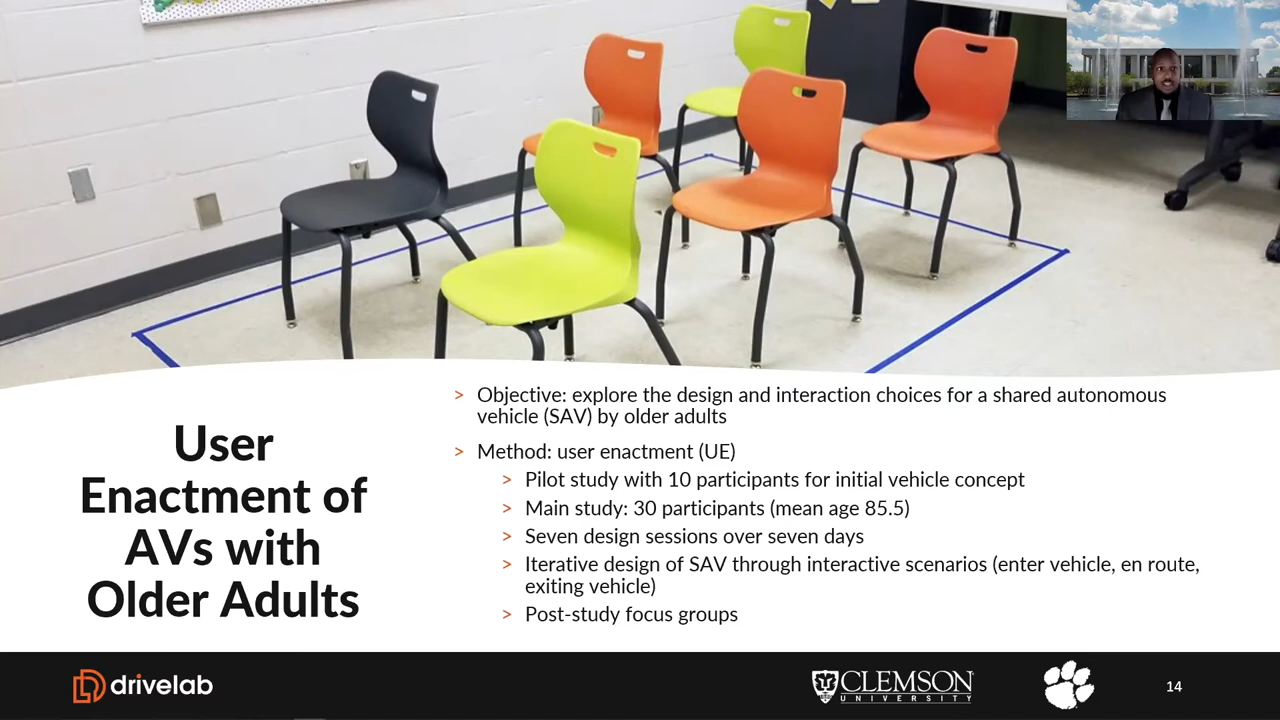 User
Enactment of
AVs with
Older Adults
> Objective: explore the design and interaction choices for a shared autonomous
vehicle (SAV) by older adults
> Method: user enactment (UE)
> Pilot study with 10 participants for initial vehicle concept
> Main study: 30 participants (mean age 85.5)
> Seven design sessions over seven days
> Iterative design of SAV through interactive scenarios (enter vehicle, en route,
exiting vehicle)
> Post-study focus groups
drivelab
CLEMSON
UNIVERSITY
14